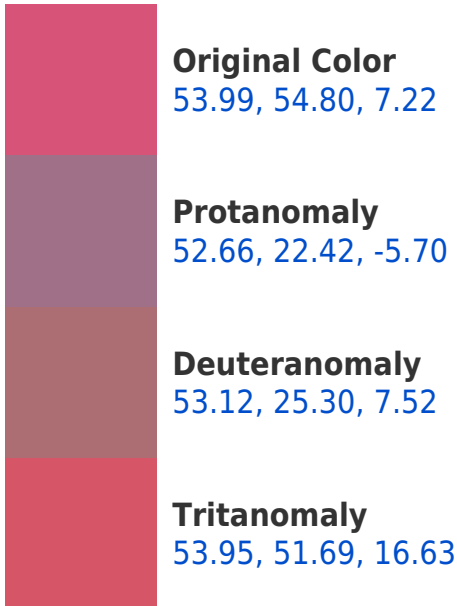 Original Color
53.99, 54.80, 7.22
Protanomaly
52.66, 22.42, -5.70
Deuteranomaly
53.12, 25.30, 7.52
Tritanomaly
53.95, 51.69, 16.63